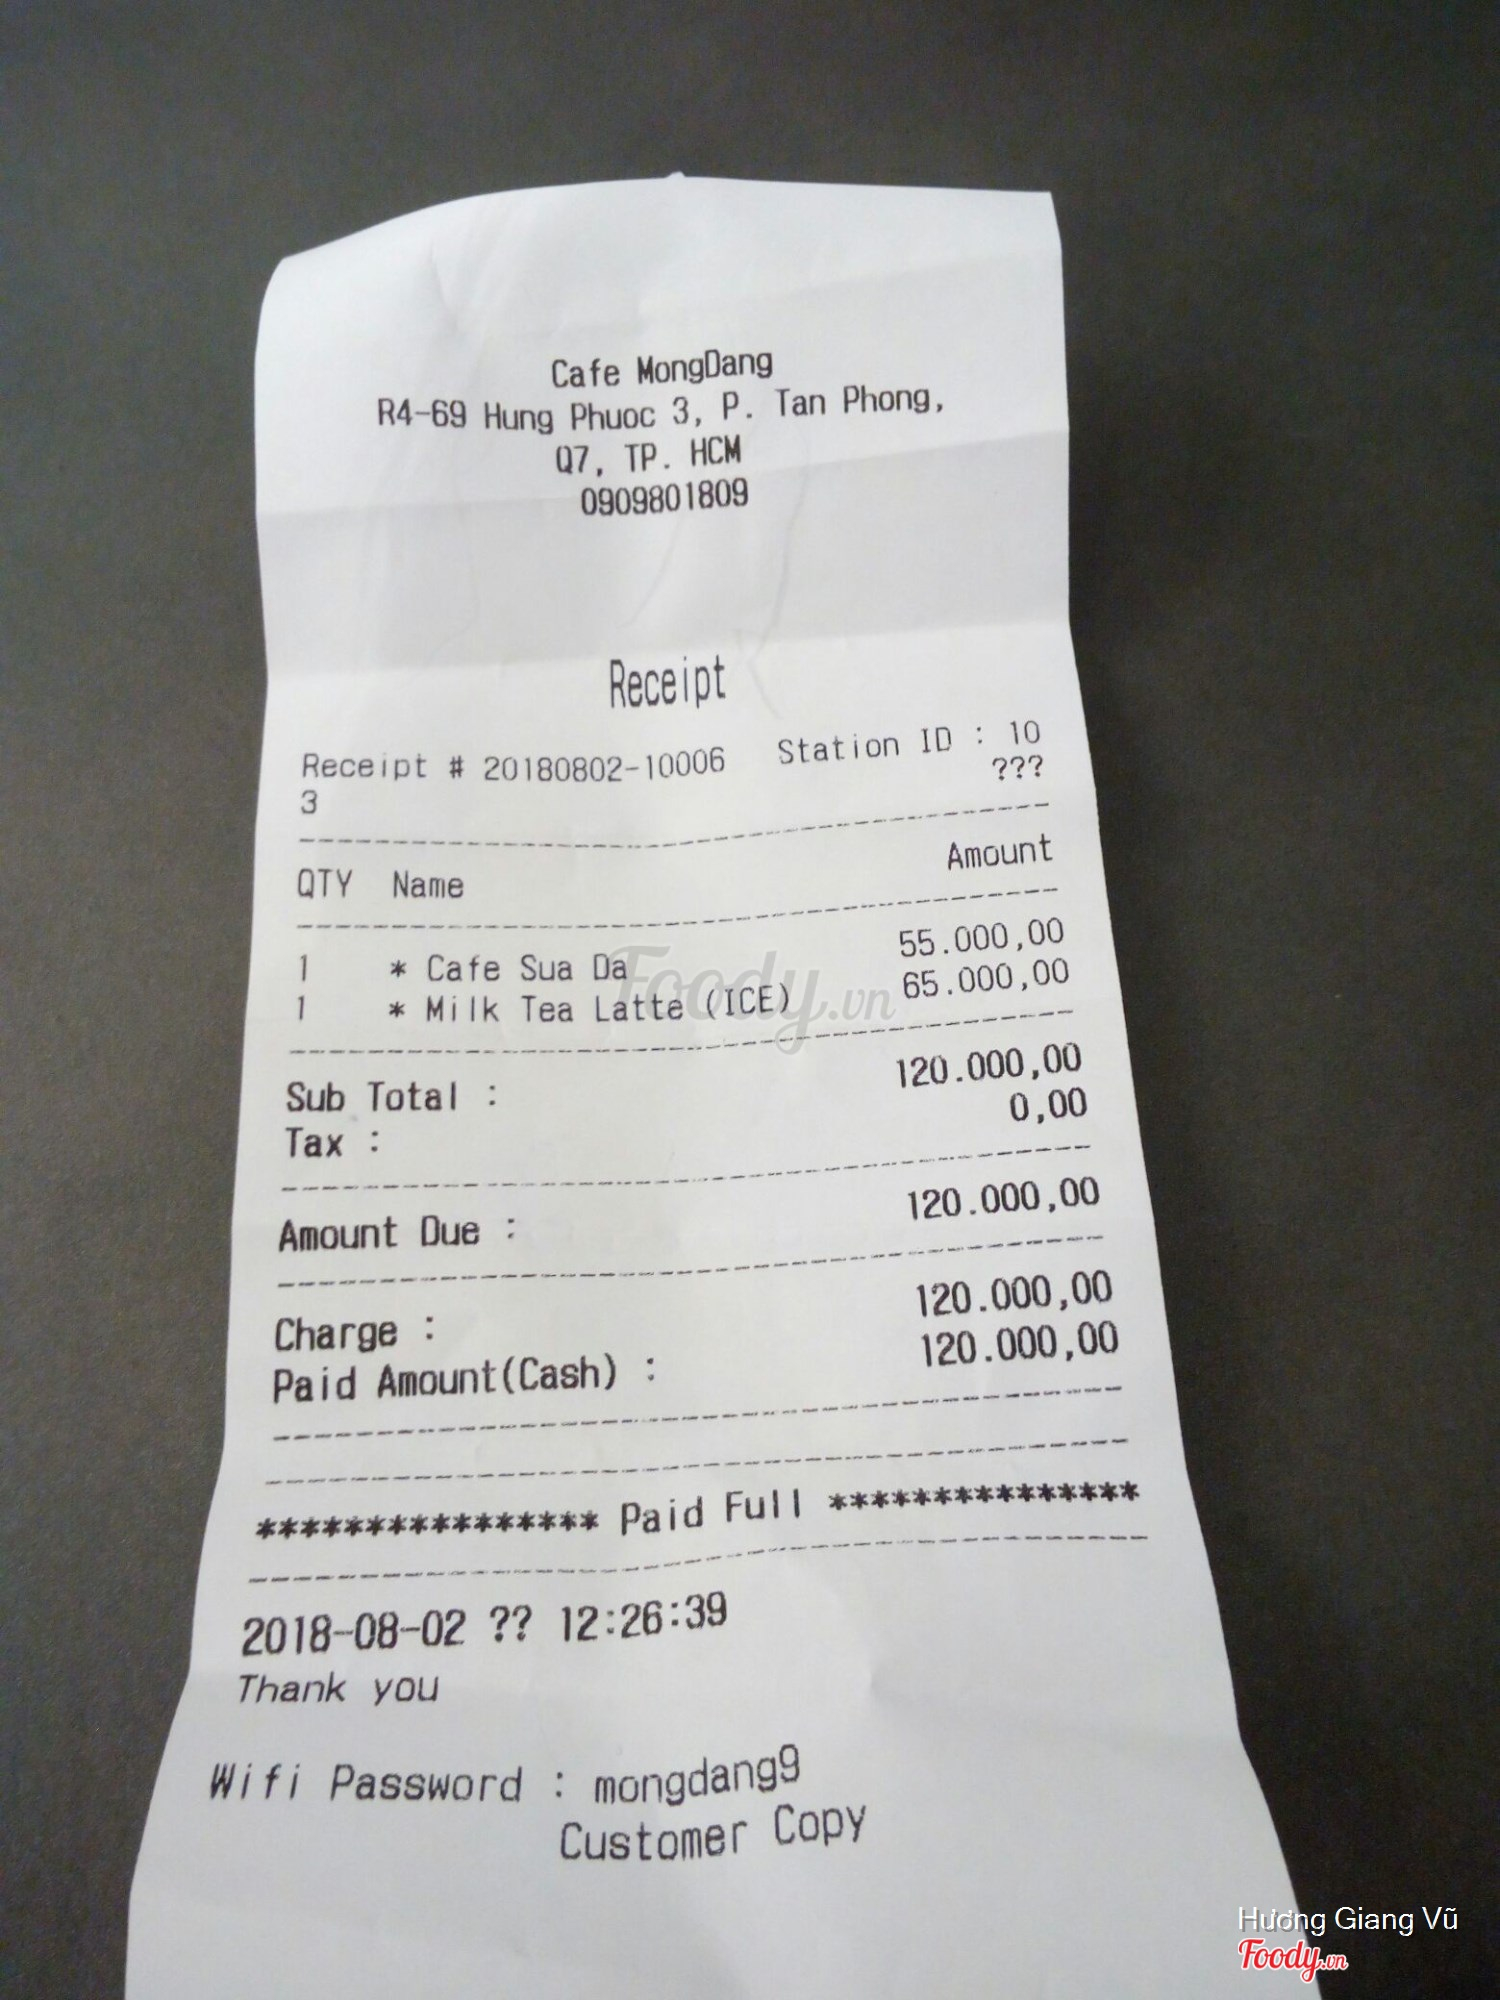 Cafe MongDang
R4-69 Hung Phuoc 3, P. Tan Phong,
Q7, TP. HCM
0909801809
Receipt
Receipt # 20180802-10006 Station ID : 10
3 ???
QTY Name Amount
1 * Cafe Sua Da 55.000,00
1 * Milk Tea Latte (ICE) 65.000,00
Sub Total : 120.000,00
Tax : 0,00
Amount Due : 120.000,00
Charge : 120.000,00
Paid Amount(Cash) : 120.000,00
**************** Paid Full ***************
2018-08-02 ?? 12:26:39
Thank you
Wifi Password : mongdang9
Customer Copy
Foody.vn
Hương Giang Vũ
Foody.vn